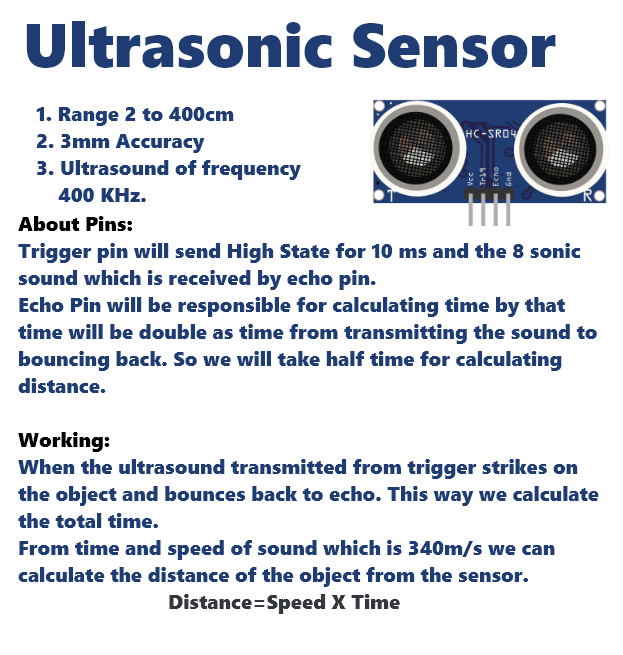 Ultrasonic Sensor
1. Range 2 to 400cm
2. 3mm Accuracy
3. Ultrasound of frequency
400 KHz.
HC-SR04
Vcc
Trig
Echo
Gnd
T
R
About Pins:
Trigger pin will send High State for 10 ms and the 8 sonic
sound which is received by echo pin.
Echo Pin will be responsible for calculating time by that
time will be double as time from transmitting the sound to
bouncing back. So we will take half time for calculating
distance.
Working:
When the ultrasound transmitted from trigger strikes on
the object and bounces back to echo. This way we calculate
the total time.
From time and speed of sound which is 340m/s we can
calculate the distance of the object from the sensor.
Distance=Speed X Time